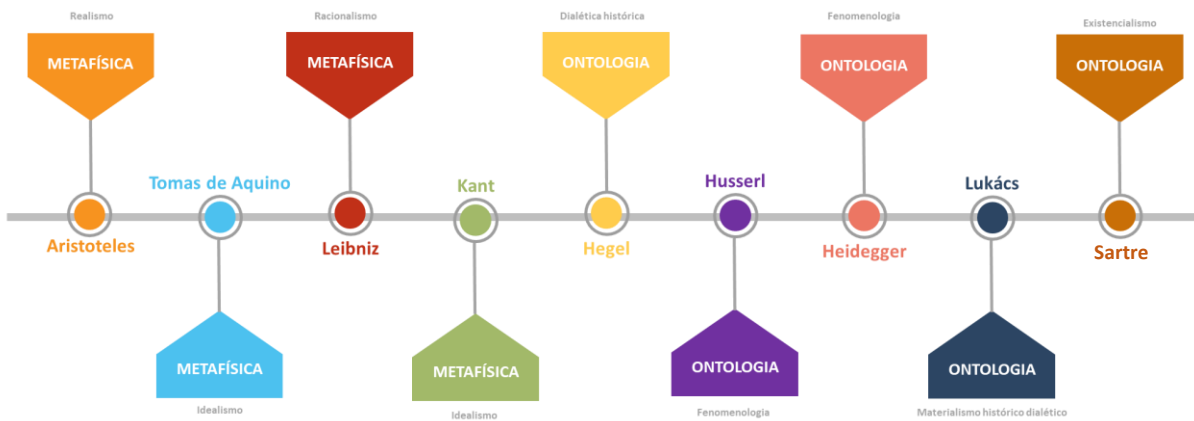 Realismo
Racionalismo
Dialética histórica
Fenomenologia
Existencialismo
METAFÍSICA
METAFÍSICA
ONTOLOGIA
ONTOLOGIA
ONTOLOGIA
Tomas de Aquino
Kant
Husserl
Lukács
Aristoteles
Leibniz
Hegel
Heidegger
Sartre
METAFÍSICA
METAFÍSICA
ONTOLOGIA
ONTOLOGIA
Idealismo
Idealismo
Fenomenologia
Materialismo histórico dialético